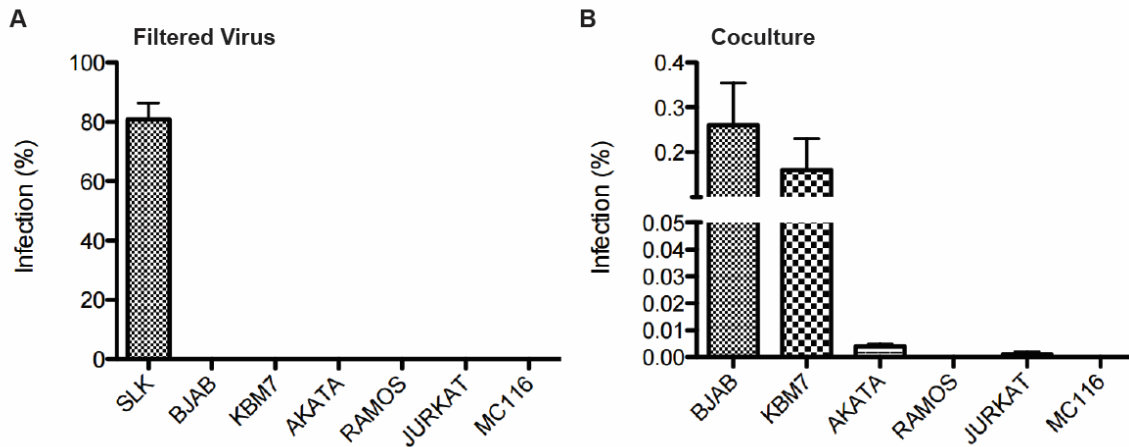 A
Filtered Virus
Infection (%)
100
80
60
40
20
0
SLK
BJAB
KBM7
AKATA
RAMOS
JURKAT
MC116
B
Coculture
Infection (%)
0.4
0.3
0.2
0.05
0.04
0.03
0.02
0.01
0.00
BJAB
KBM7
AKATA
RAMOS
JURKAT
MC116